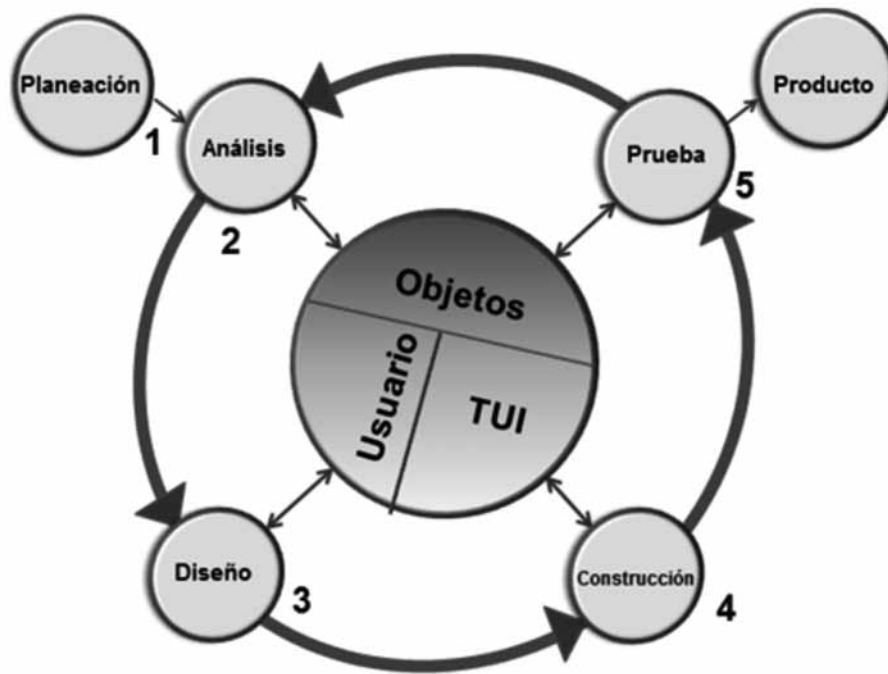 Planeación
1
Análisis
2
Prueba
5
Producto
Objetos
Usuario
TUI
Diseño
3
Construcción
4